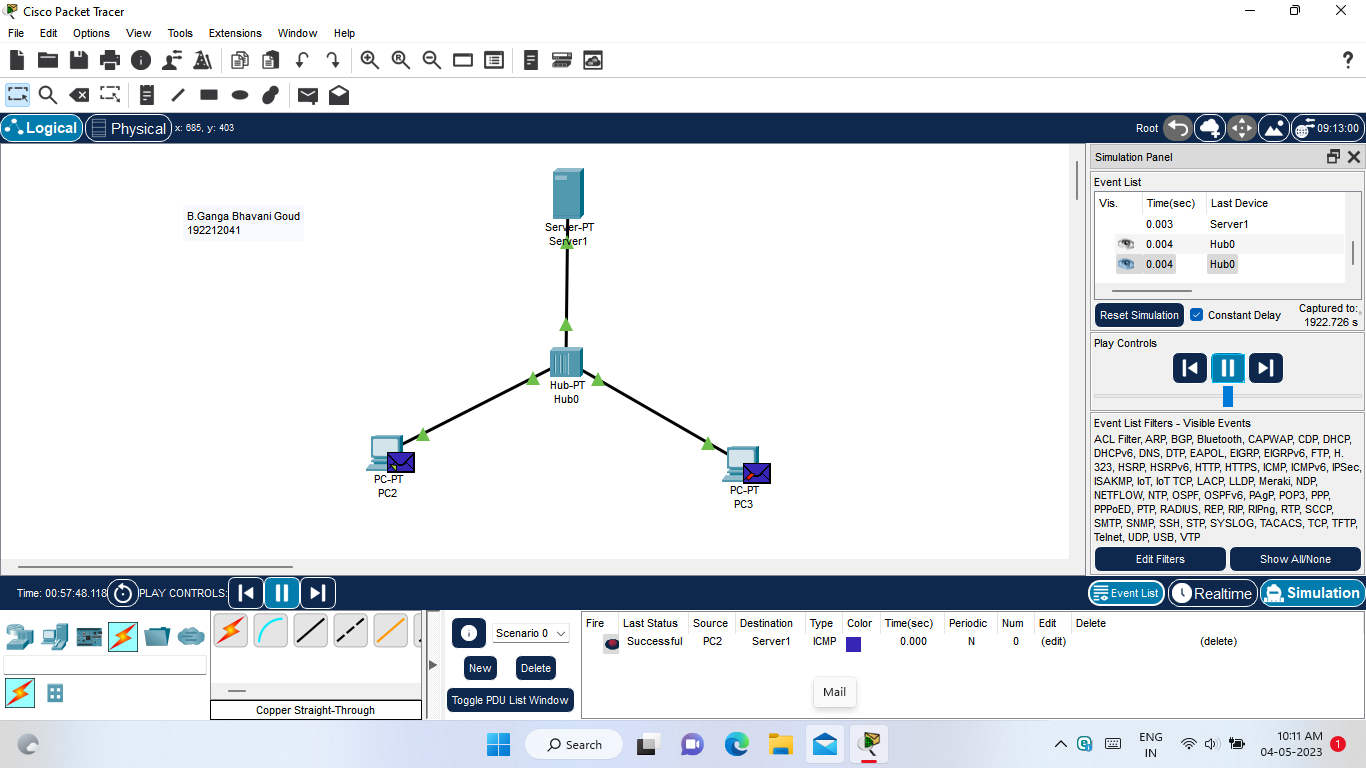 Cisco Packet Tracer
File Edit Options View Tools Extensions Window Help
Logical Physical x: 685, y: 403 Root 09:13:00
B.Ganga Bhavani Goud
192212041
Server-PT
Server1
Hub-PT
Hub0
PC-PT
PC2
PC-PT
PC3
Simulation Panel
Event List
Vis. Time(sec) Last Device
0.003 Server1
0.004 Hub0
0.004 Hub0
Reset Simulation Constant Delay Captured to:
1922.726 s
Play Controls
Event List Filters - Visible Events
ACL Filter, ARP, BGP, Bluetooth, CAPWAP, CDP, DHCP,
DHCPv6, DNS, DTP, EAPOL, EIGRP, EIGRPv6, FTP, H.
323, HSRP, HSRPv6, HTTP, HTTPS, ICMP, ICMPv6, IPSec,
ISAKMP, IoT, IoT TCP, LACP, LLDP, Meraki, NDP,
NETFLOW, NTP, OSPF, OSPFv6, PAgP, POP3, PPP,
PPPoED, PTP, RADIUS, REP, RIP, RIPng, RTP, SCCP,
SMTP, SNMP, SSH, STP, SYSLOG, TACACS, TCP, TFTP,
Telnet, UDP, USB, VTP
Edit Filters Show All/None
Time: 00:57:48.118 PLAY CONTROLS: Event List Realtime Simulation
Copper Straight-Through
Scenario 0
New Delete
Toggle PDU List Window
Fire Last Status Source Destination Type Color Time(sec) Periodic Num Edit Delete
Successful PC2 Server1 ICMP 0.000 N 0 (edit) (delete)
Mail
Search
ENG
IN
10:11 AM
04-05-2023
1